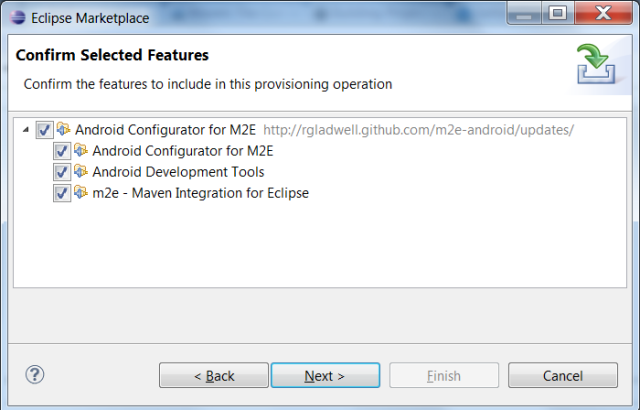 Eclipse Marketplace
Confirm Selected Features
Confirm the features to include in this provisioning operation
Android Configurator for M2E http://rgladwell.github.com/m2e-android/updates/
Android Configurator for M2E
Android Development Tools
m2e - Maven Integration for Eclipse
? < Back Next > Finish Cancel